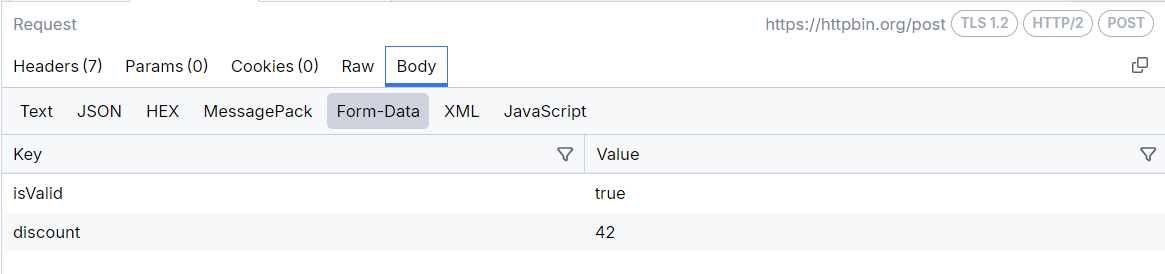 Request https://httpbin.org/post TLS 1.2 HTTP/2 POST
Headers (7) Params (0) Cookies (0) Raw Body
Text JSON HEX MessagePack Form-Data XML JavaScript
Key Value
isValid true
discount 42